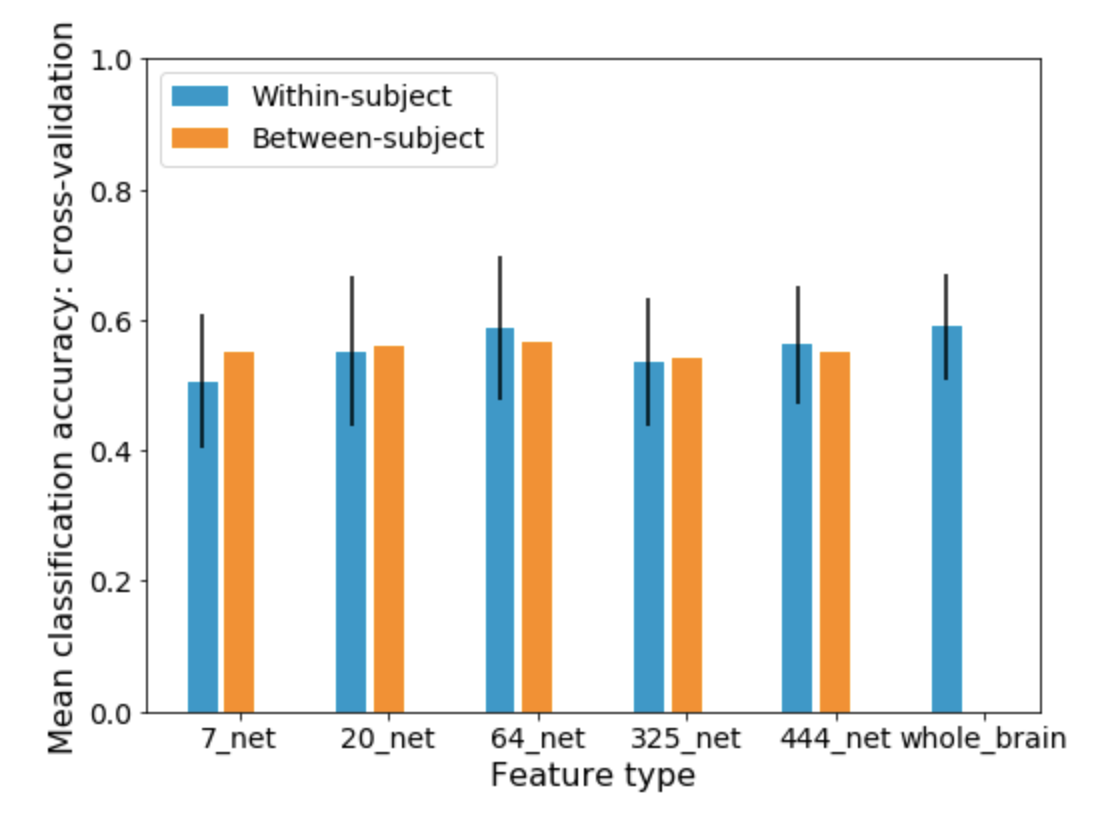 Mean classification accuracy: cross-validation
1.0
0.8
0.6
0.4
0.2
0.0
Within-subject
Between-subject
7_net 20_net 64_net 325_net 444_net whole_brain
Feature type